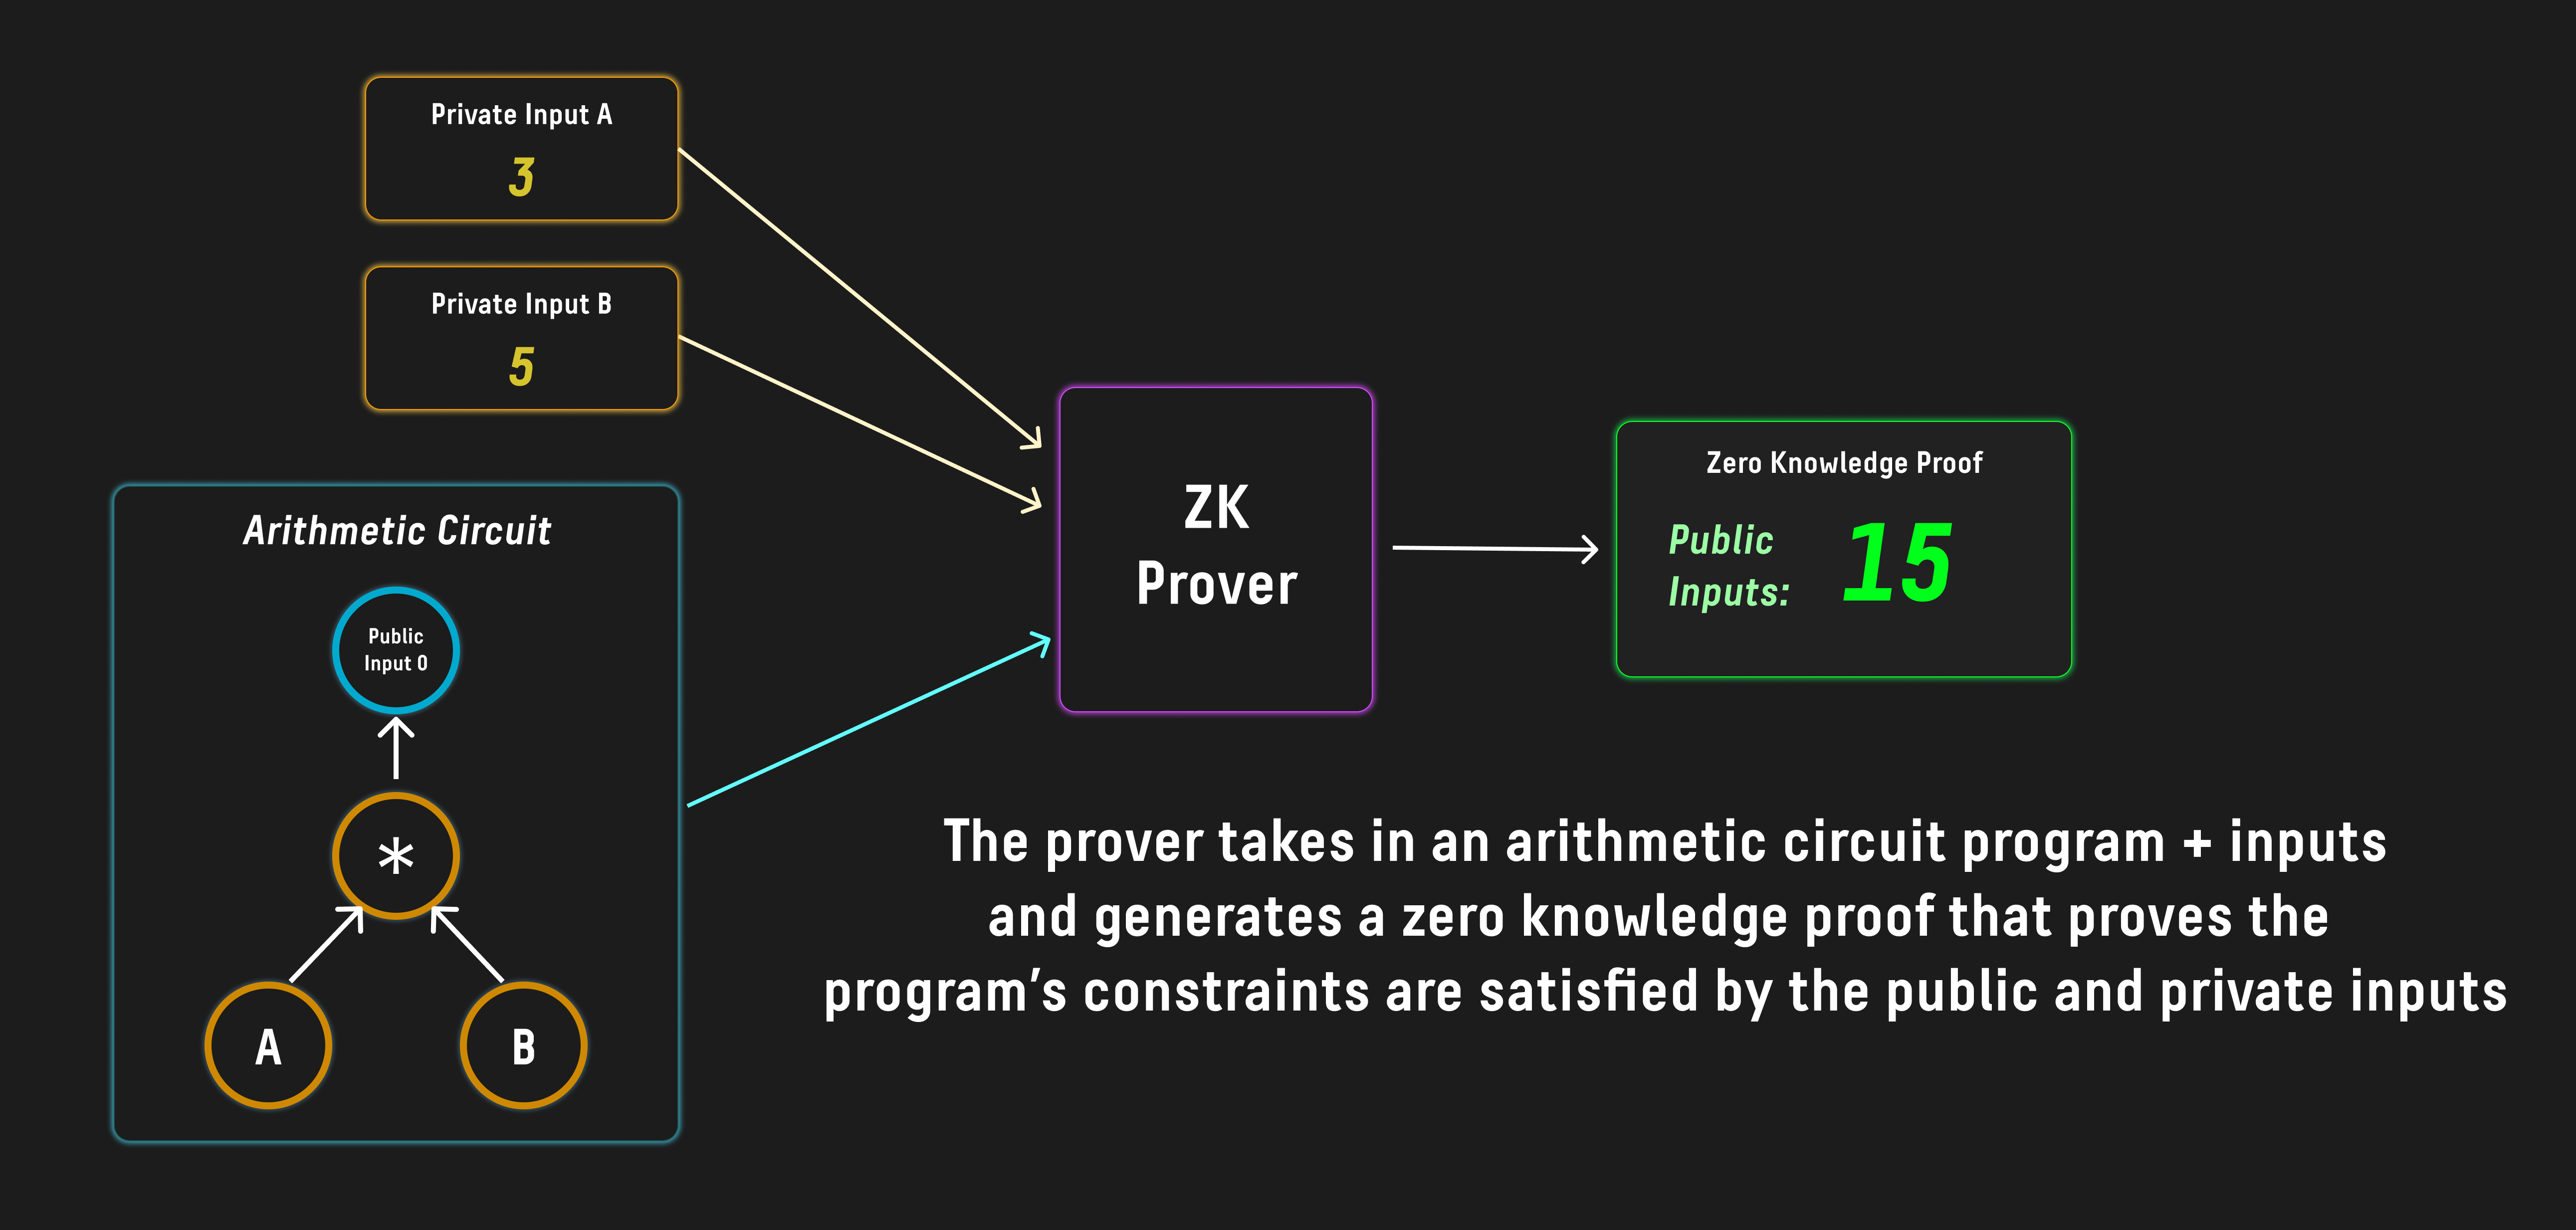 Private Input A
3
Private Input B
5
Arithmetic Circuit
Public
Input 0
*
A
B
ZK
Prover
Zero Knowledge Proof
Public
Inputs:
15
The prover takes in an arithmetic circuit program + inputs
and generates a zero knowledge proof that proves the
program’s constraints are satisfied by the public and private inputs